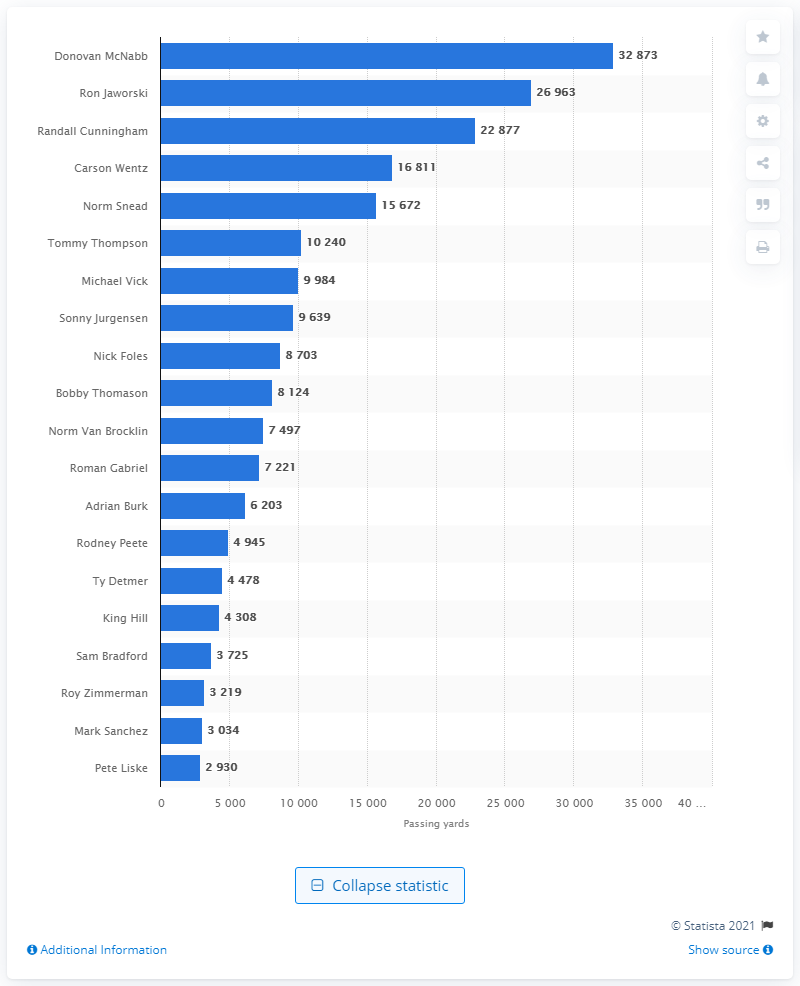 Donovan McNabb 32 873
Ron Jaworski 26 963
Randall Cunningham 22 877
Carson Wentz 16 811
Norm Snead 15 672
Tommy Thompson 10 240
Michael Vick 9 984
Sonny Jurgensen 9 639
Nick Foles 8 703
Bobby Thomason 8 124
Norm Van Brocklin 7 497
Roman Gabriel 7 221
Adrian Burk 6 203
Rodney Peete 4 945
Ty Detmer 4 478
King Hill 4 308
Sam Bradford 3 725
Roy Zimmerman 3 219
Mark Sanchez 3 034
Pete Liske 2 930
0 5 000 10 000 15 000 20 000 25 000 30 000 35 000 40 ...
Passing yards
Collapse statistic
© Statista 2021
Additional Information Show source